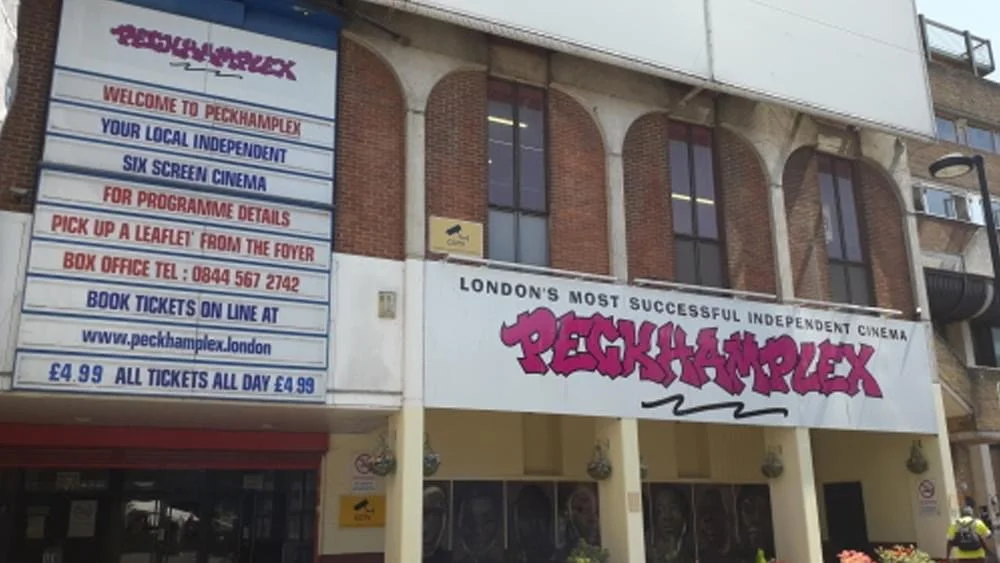 PECKHAMPLEX
WELCOME TO PECKHAMPLEX
YOUR LOCAL INDEPENDENT
SIX SCREEN CINEMA
FOR PROGRAMME DETAILS
PICK UP A LEAFLET' FROM THE FOYER
BOX OFFICE TEL : 0844 567 2742
BOOK TICKETS ON LINE AT
www.peckhamplex.london
£4.99 ALL TICKETS ALL DAY £4 99
CCTV
LONDON'S MOST SUCCESSFUL INDEPENDENT CINEMA
PECKHAMPLEX
CCTV